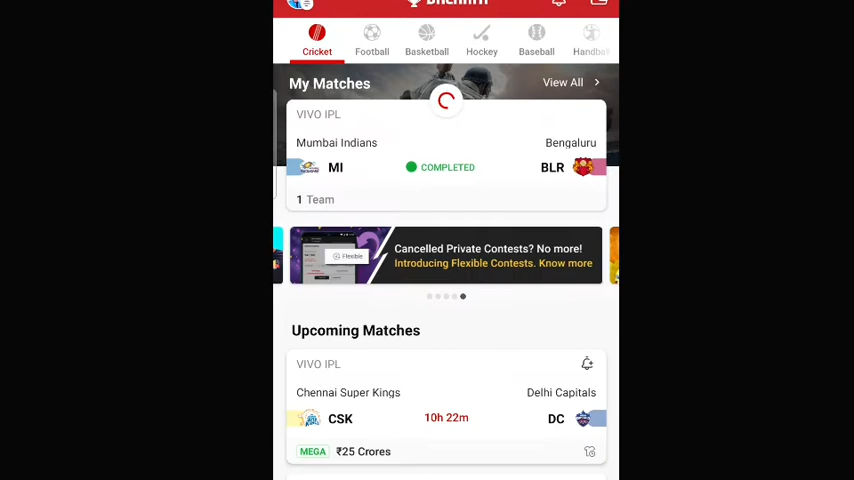 Cricket Football Basketball Hockey Baseball Handball
My Matches View All
VIVO IPL
Mumbai Indians Bengaluru
MI COMPLETED BLR
1 Team
Cancelled Private Contests? No more!
Flexible
Introducing Flexible Contests. Know more
Upcoming Matches
VIVO IPL
Chennai Super Kings Delhi Capitals
CSK 10h 22m DC
MEGA ₹25 Crores